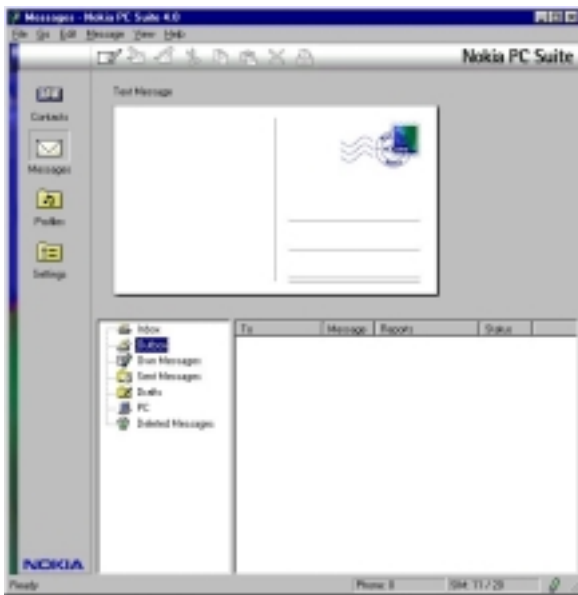 Messages - Nokia PC Suite 4.0
File Go Edit Message View Help
Nokia PC Suite
Contacts
Messages
Profiles
Settings
Text Message
Inbox
Outbox
Own Messages
Sent Messages
Drafts
PC
Deleted Messages
To Message Reports Status
NOKIA
Ready Phone: 0 SIM: 11 / 20